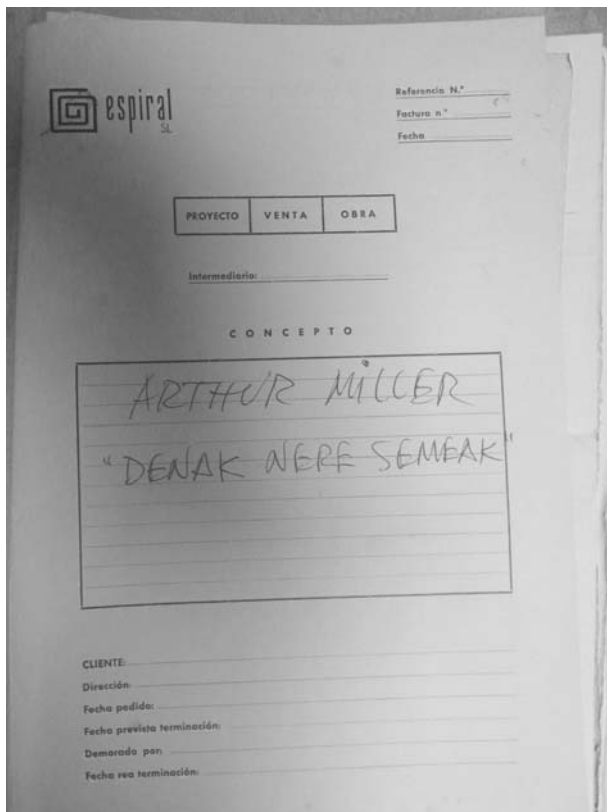 espiral
SL
Referencia N.º
Factura n.º
Fecha
PROYECTO VENTA OBRA
Intermediario:
CONCEPTO
ARTHUR MILLER
"DENAK NERE SEMEAK"
CLIENTE:
Dirección:
Fecha pedido:
Fecha prevista terminación:
Demorado por:
Fecha rea terminación: